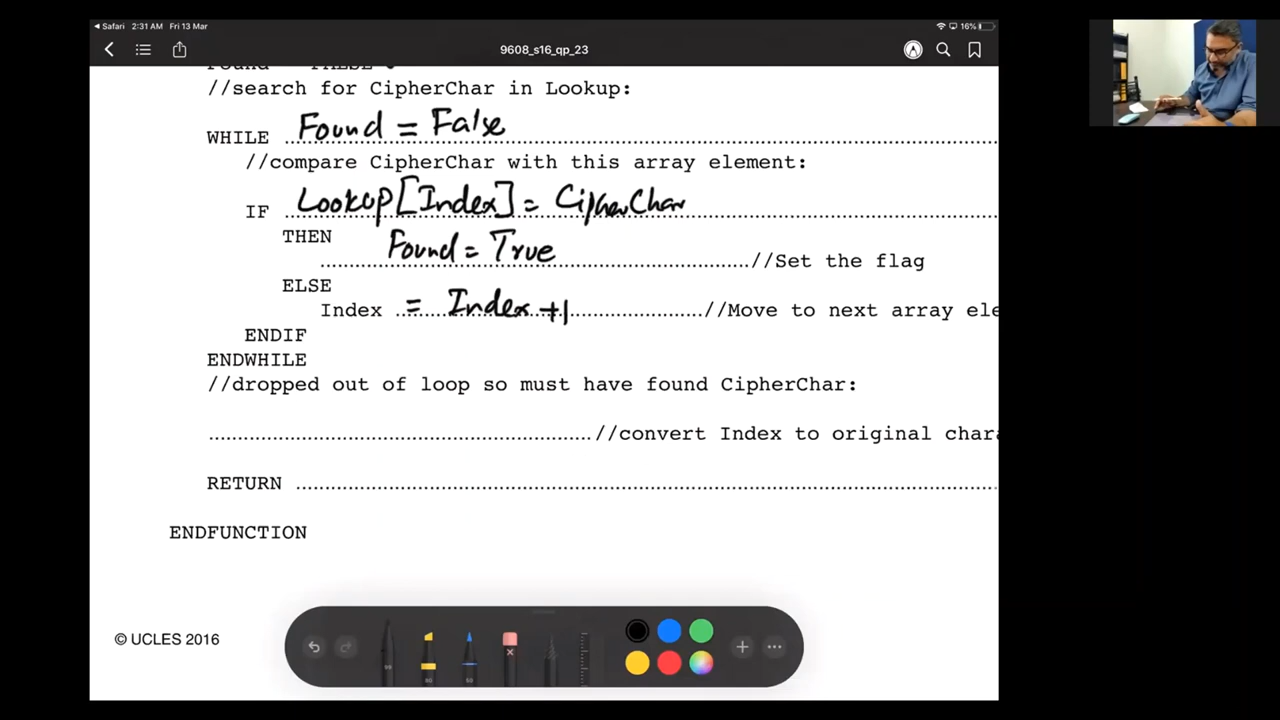 Safari 2:31 AM Fri 13 Mar 16%
9608_s16_qp_23
//search for CipherChar in Lookup:
WHILE Found = False
//compare CipherChar with this array element:
IF Lookup[Index] = CipherChar
THEN
Found = True //Set the flag
ELSE
Index = Index +1 //Move to next array ele
ENDIF
ENDWHILE
//dropped out of loop so must have found CipherChar:
//convert Index to original chara
RETURN
ENDFUNCTION
© UCLES 2016